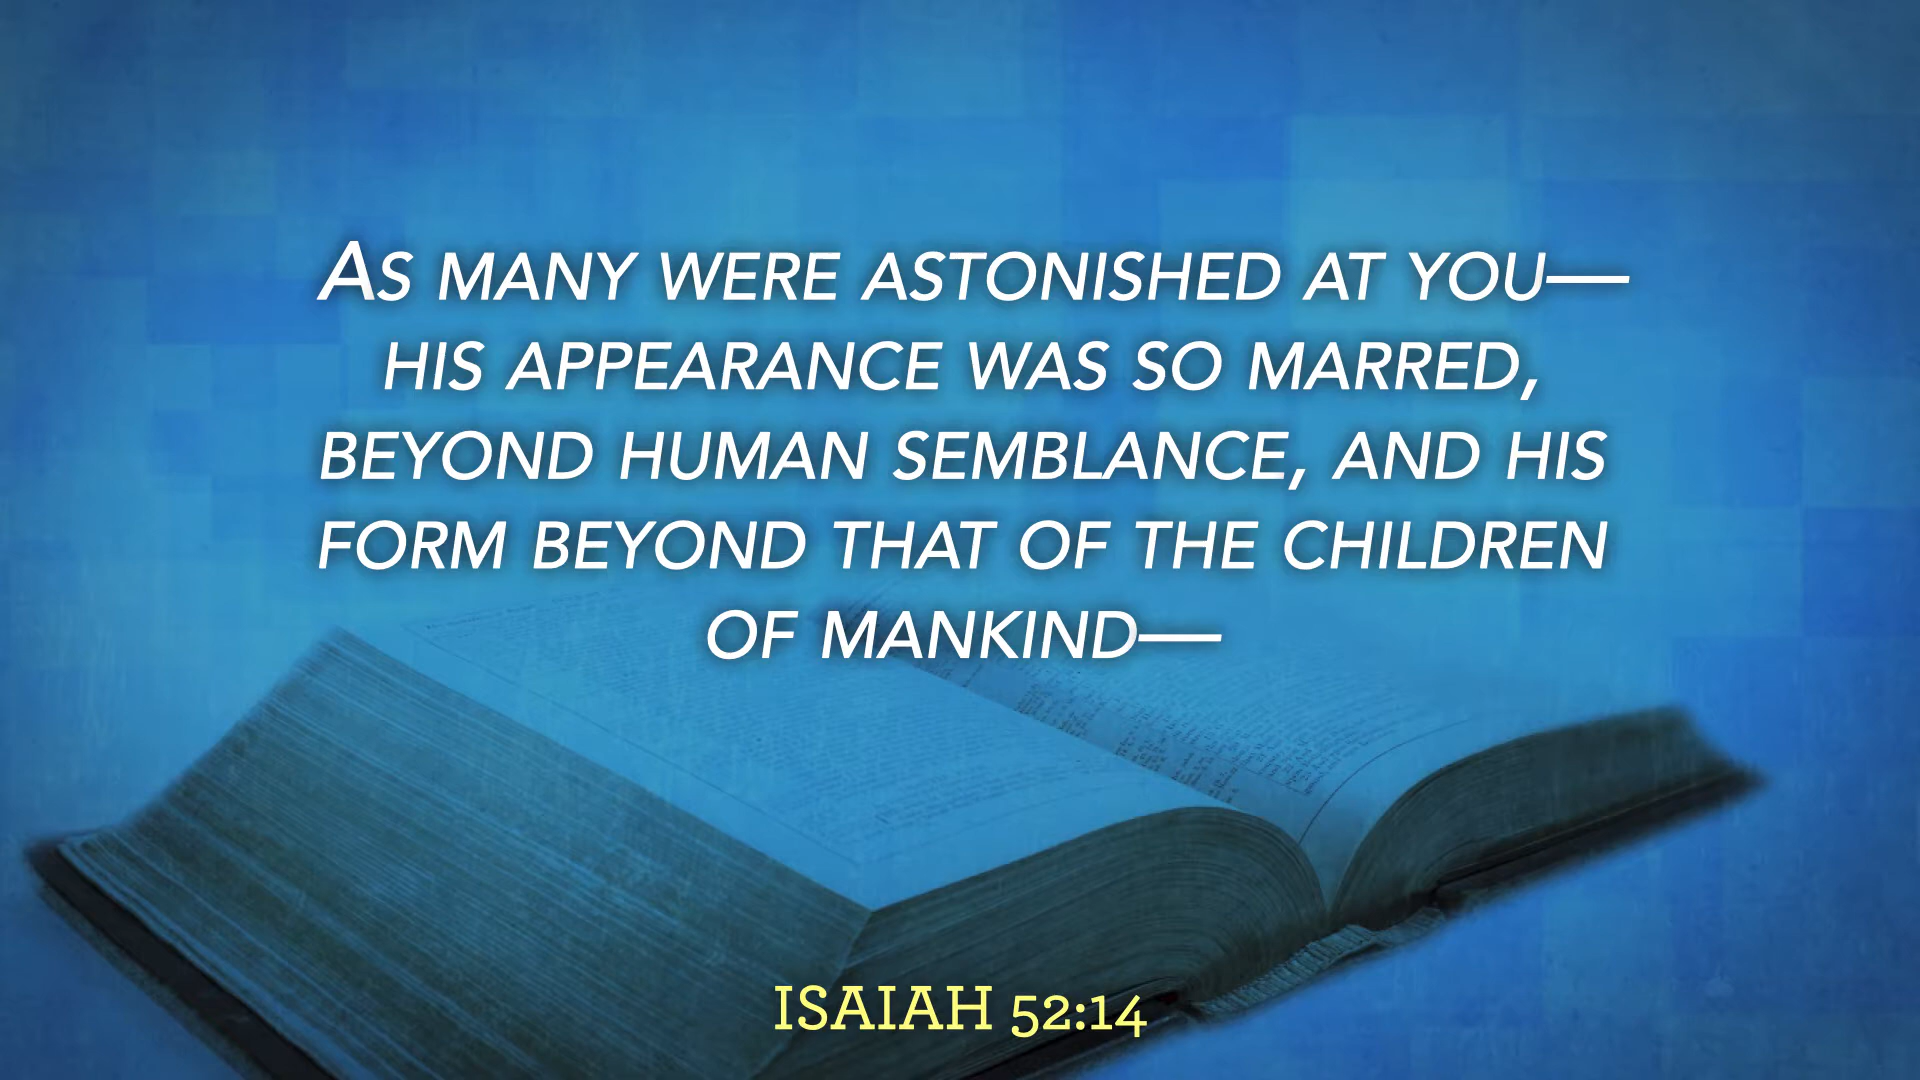 As many were astonished at you—
his appearance was so marred,
beyond human semblance, and his
form beyond that of the children
of mankind—
ISAIAH 52:14